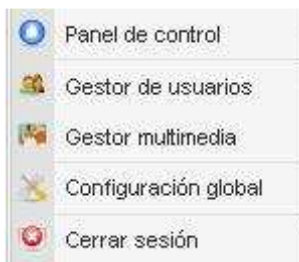 Panel de control
Gestor de usuarios
Gestor multimedia
Configuración global
Cerrar sesión